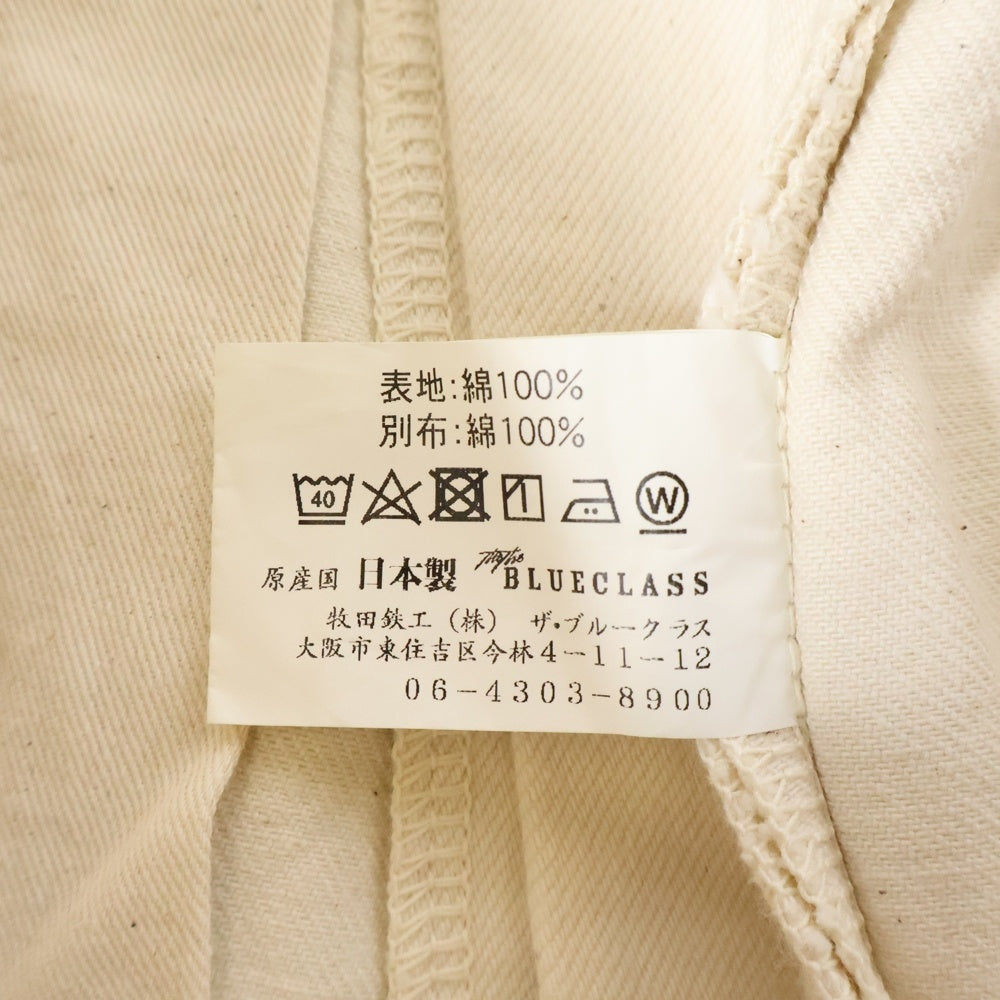 表地:綿100%
別布:綿100%
40 W
原産国 日本製 The BLUECLASS
牧田鉄工(株) ザ・ブルークラス
大阪市東住吉区今林4-11-12
06-4303-8900